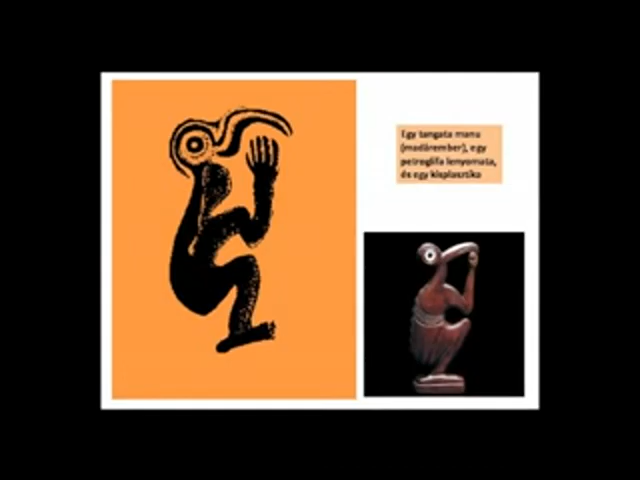 Egy tangata manu
(madárember), egy
petroglifa lenyomata,
és egy kisplasztika